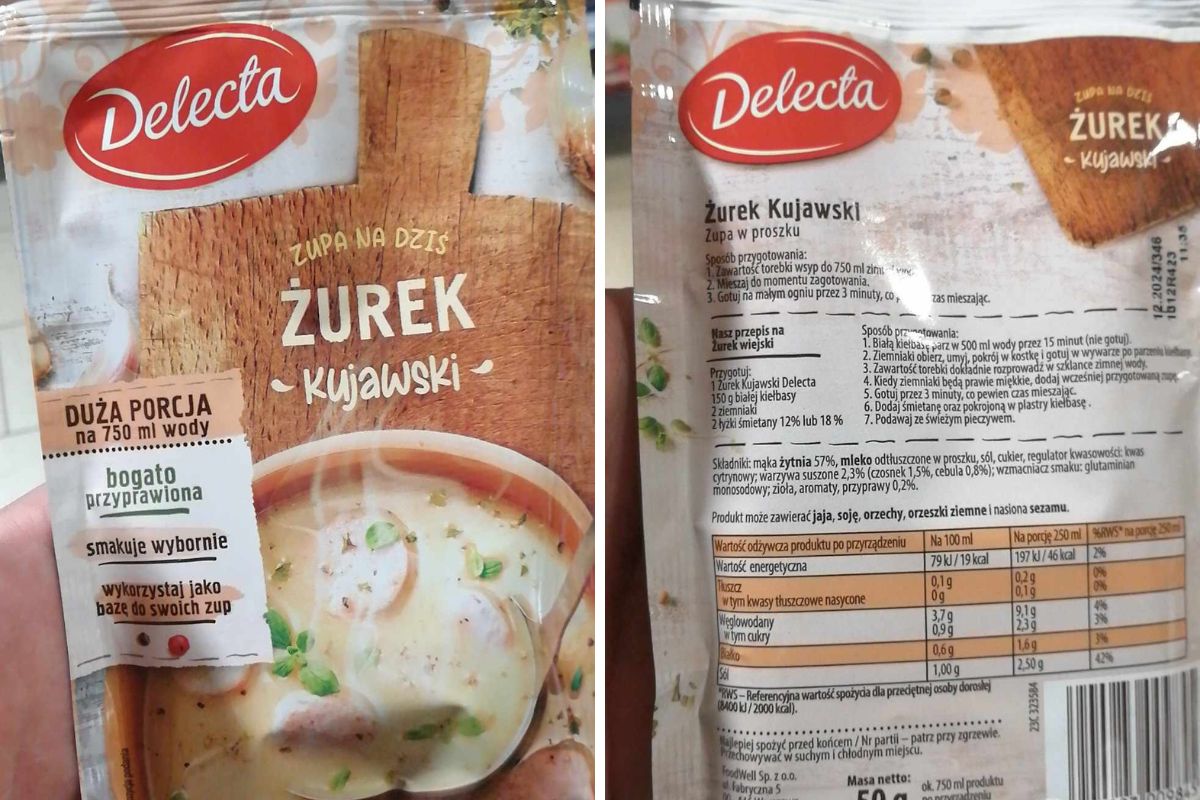 Delecta
ZUPA NA DZIŚ
ŻUREK
kujawski
DUŻA PORCJA
na 750 ml wody
bogato
przyprawiona
smakuje wybornie
wykorzystaj jako
bazę do swoich zup
Delecta
ZUPA NA DZIŚ
ŻUREK
kujawski
Żurek Kujawski
Zupa w proszku
12.2024/346
1012R423 11:35
Sposób przygotowania:
1. Zawartość torebki wsyp do 750 ml
2. Mieszaj do momentu zagotowania.
3. Gotuj na małym ogniu przez 3 minuty, co czas mieszając.
Nasz przepis na
Żurek wiejski
Przygotuj:
1 Żurek Kujawski Delecta
150 g białej kiełbasy
2 ziemniaki
2 łyżki śmietany 12% lub 18 %
Sposób przygotowania:
1. Białą kiełbasę parz w 500 ml wody przez 15 minut (nie gotuj).
2. Ziemniaki obierz, umyj, pokrój w kostkę i gotuj w wywarze po parzeniu kiełbasy.
3. Zawartość torebki dokładnie rozprowadź w szklance zimnej wody.
4. Kiedy ziemniaki będą prawie miękkie, dodaj wcześniej przygotowaną zupę.
5. Gotuj przez 3 minuty, co pewien czas mieszając.
6. Dodaj śmietanę oraz pokrojoną w plastry kiełbasę .
7. Podawaj ze świeżym pieczywem.
Składniki: mąka żytnia 57%, mleko odtłuszczone w proszku, sól, cukier, regulator kwasowości: kwas
cytrynowy; warzywa suszone 2,3% (czosnek 1,5%, cebula 0,8%); wzmacniacz smaku: glutaminian
monosodowy; zioła, aromaty, przyprawy 0,2%.
Produkt może zawierać jaja, soję, orzechy, orzeszki ziemne i nasiona sezamu.
Wartość odżywcza produktu po przyrządzeniu Na 100 ml Na porcję 250 ml %RWS* na porcję 250 ml
Wartość energetyczna 79 kJ / 19 kcal 197 kJ / 46 kcal 2%
Tłuszcz 0,1 g 0,2 g 0%
w tym kwasy tłuszczowe nasycone 0 g 0,1 g 0%
Węglowodany 3,7 g 9,1 g 4%
w tym cukry 0,9 g 2,3 g 3%
Białko 0,6 g 1,6 g 3%
Sól 1,00 g 2,50 g 42%
*RWS – Referencyjna wartość spożycia dla przeciętnej osoby dorosłej
(8400 kJ / 2000 kcal).
23C 323584
Najlepiej spożyć przed końcem / Nr partii – patrz przy zgrzewie.
Przechowywać w suchym i chłodnym miejscu.
FoodWell Sp. z o.o.
ul. Fabryczna 5
Masa netto:
50 g
ok. 750 ml produktu
po przyrządzeniu